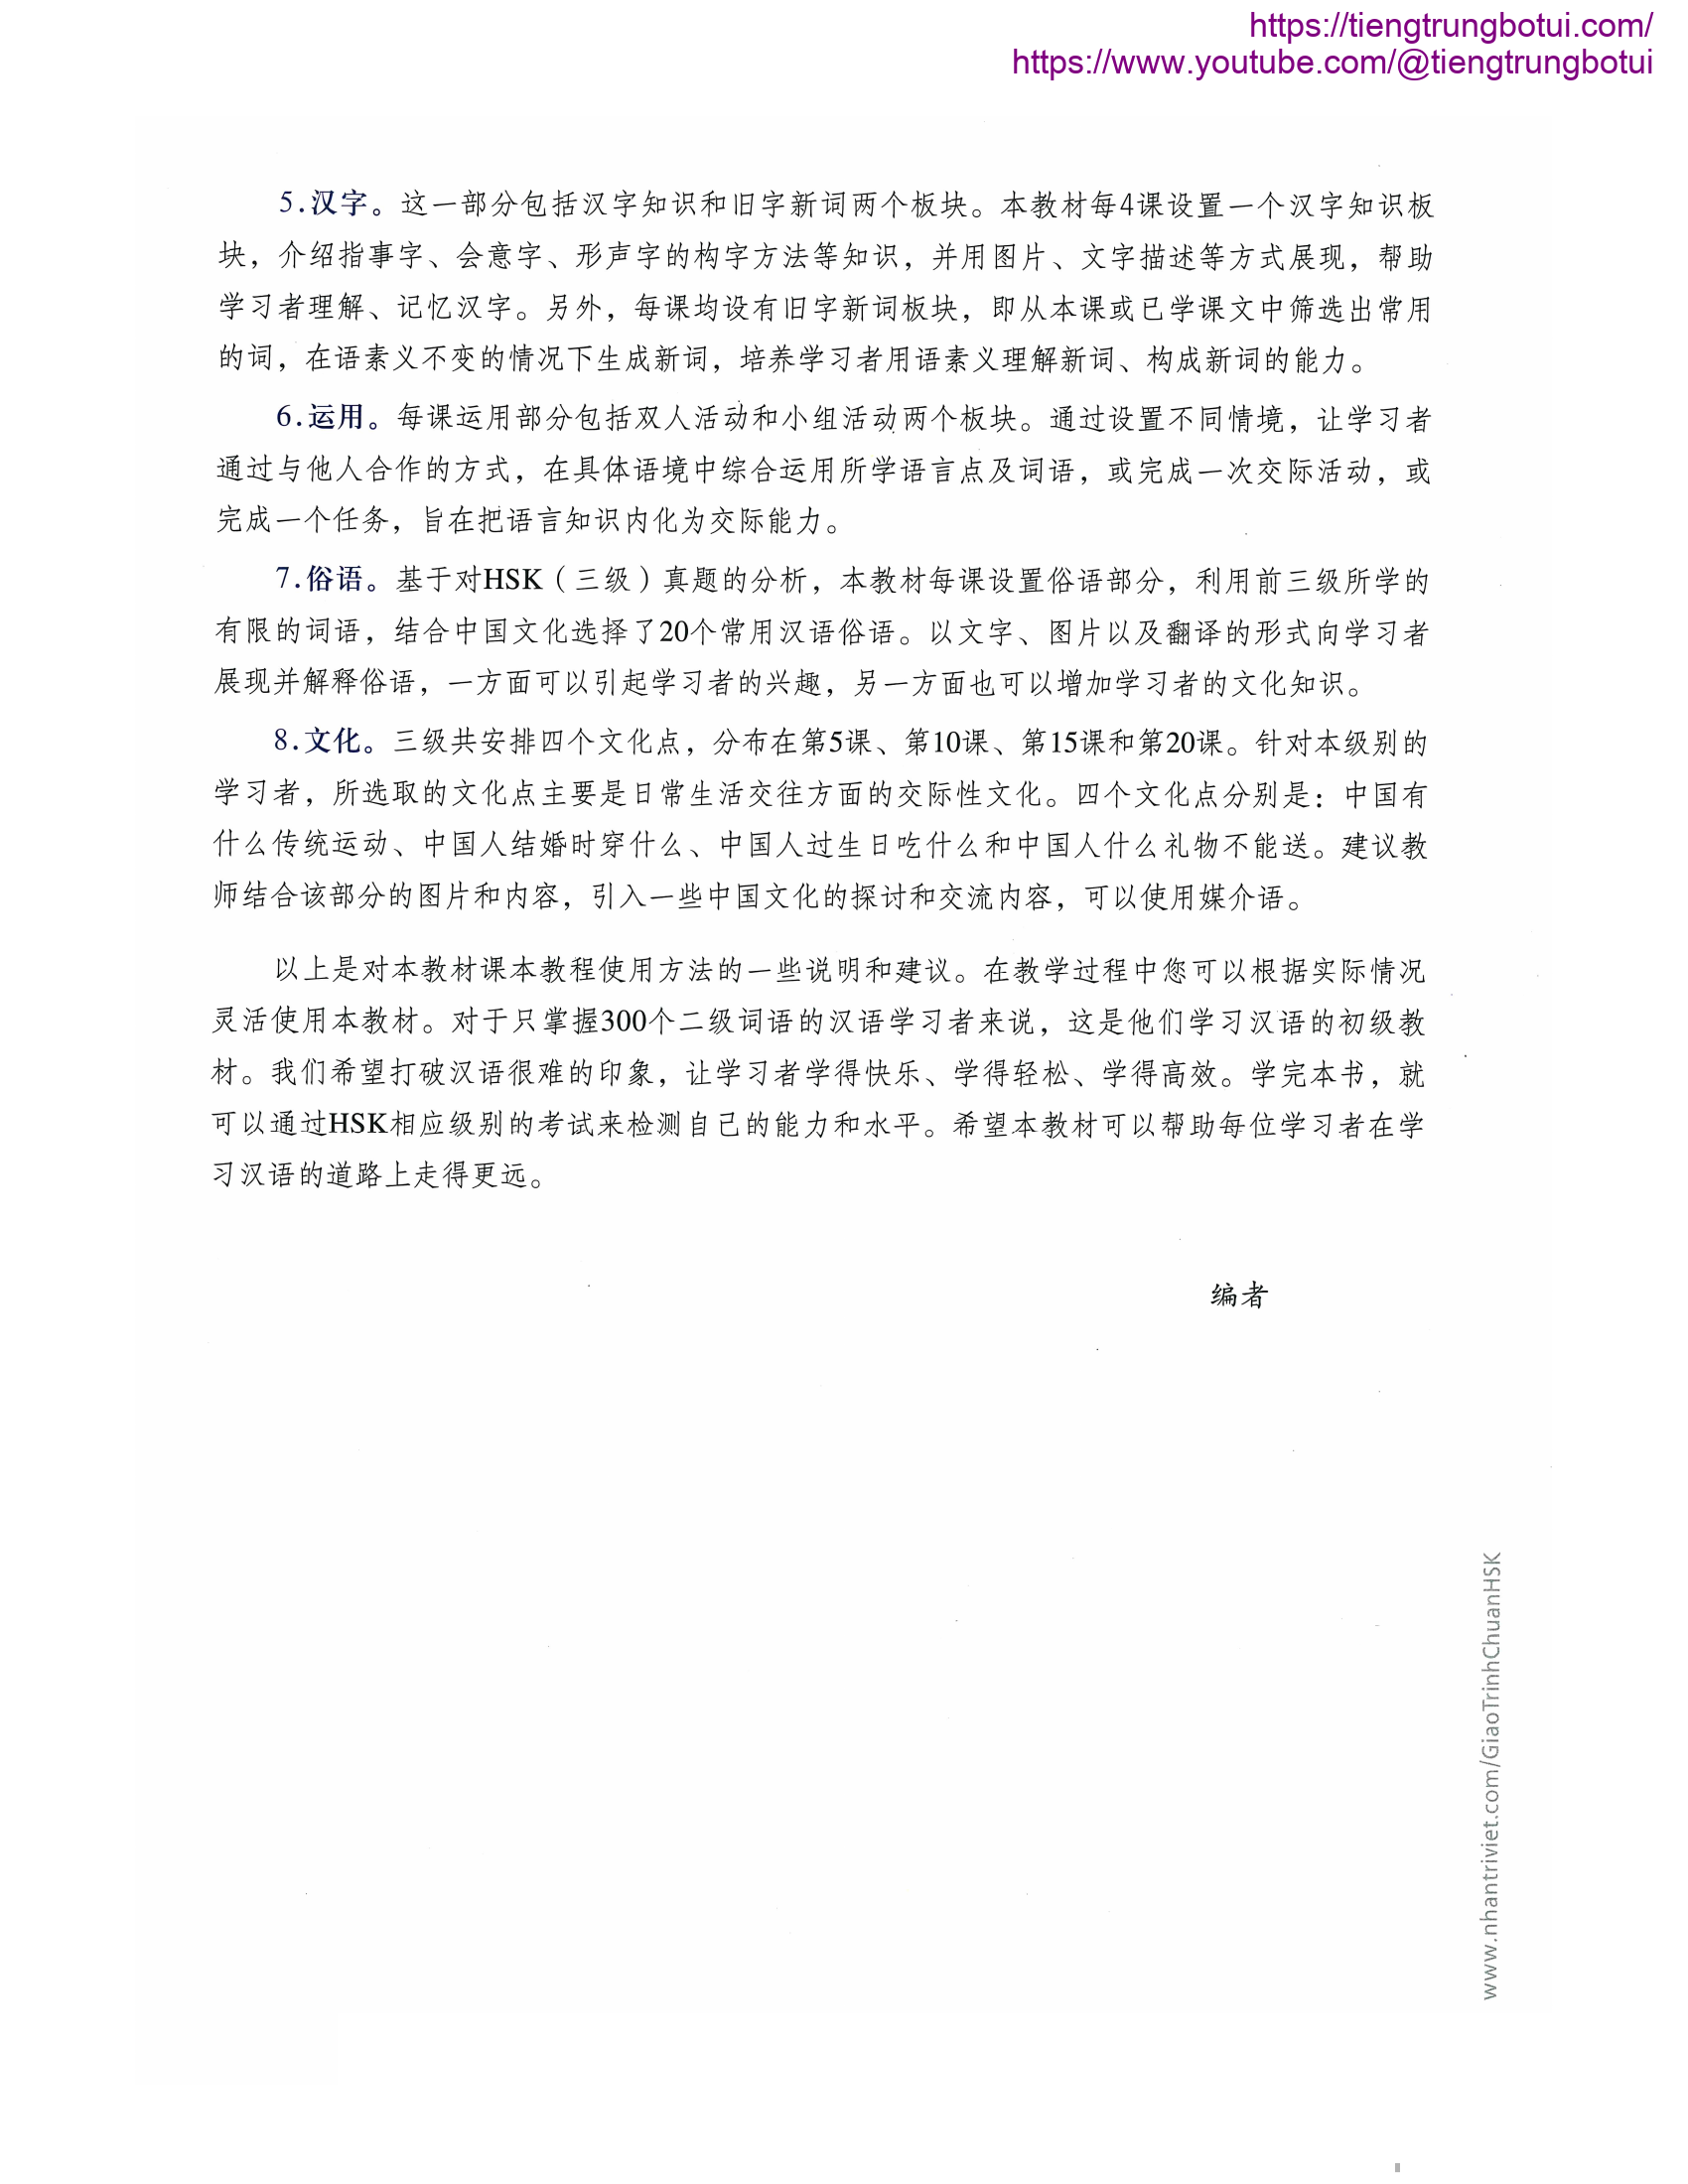 https://tiengtrungbotui.com/
https://www.youtube.com/@tiengtrungbotui
5.汉字。这一部分包括汉字知识和旧字新词两个板块。本教材每4课设置一个汉字知识板
块，介绍指事字、会意字、形声字的构字方法等知识，并用图片、文字描述等方式展现，帮助
学习者理解、记忆汉字。另外，每课均设有旧字新词板块，即从本课或已学课文中筛选出常用
的词，在语素义不变的情况下生成新词，培养学习者用语素义理解新词、构成新词的能力。
6.运用。每课运用部分包括双人活动和小组活动两个板块。通过设置不同情境，让学习者
通过与他人合作的方式，在具体语境中综合运用所学语言点及词语，或完成一次交际活动，或
完成一个任务，旨在把语言知识内化为交际能力。
7.俗语。基于对HSK（三级）真题的分析，本教材每课设置俗语部分，利用前三级所学的
有限的词语，结合中国文化选择了20个常用汉语俗语。以文字、图片以及翻译的形式向学习者
展现并解释俗语，一方面可以引起学习者的兴趣，另一方面也可以增加学习者的文化知识。
8.文化。三级共安排四个文化点，分布在第5课、第10课、第15课和第20课。针对本级别的
学习者，所选取的文化点主要是日常生活交往方面的交际性文化。四个文化点分别是：中国有
什么传统运动、中国人结婚时穿什么、中国人过生日吃什么和中国人什么礼物不能送。建议教
师结合该部分的图片和内容，引入一些中国文化的探讨和交流内容，可以使用媒介语。
以上是对本教材课本教程使用方法的一些说明和建议。在教学过程中您可以根据实际情况
灵活使用本教材。对于只掌握300个二级词语的汉语学习者来说，这是他们学习汉语的初级教
材。我们希望打破汉语很难的印象，让学习者学得快乐、学得轻松、学得高效。学完本书，就
可以通过HSK相应级别的考试来检测自己的能力和水平。希望本教材可以帮助每位学习者在学
习汉语的道路上走得更远。
编者
www.nhantriviet.com/GiaoTrinhChuanHSK